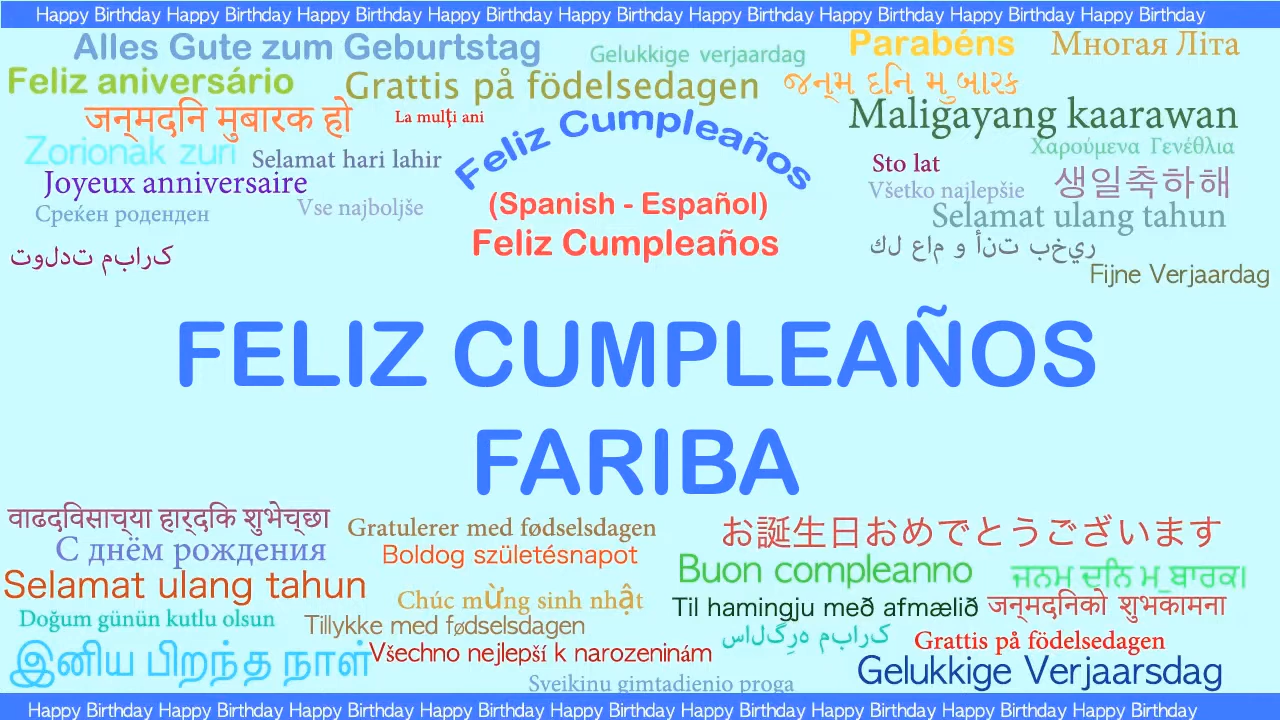 Happy Birthday Happy Birthday Happy Birthday Happy Birthday Happy Birthday Happy Birthday Happy Birthday Happy Birthday Happy Birthday
Alles Gute zum Geburtstag
Gelukkige verjaardag
Parabéns
Многая Літа
Feliz aniversário
Grattis på födelsedagen
જન્મ દિન મુબારક
जन्मदिन मुबारक हो
La mulţi ani
Feliz Cumpleaños
Maligayang kaarawan
Zorionak zuri
Selamat hari lahir
Sto lat
Χαρούμενα Γενέθλια
Joyeux anniversaire
(Spanish - Español)
Všetko najlepšie
생일축하해
Среќен роденден
Vse najboljše
Feliz Cumpleaños
Selamat ulang tahun
تولدت مبارک
كل عام و أنت بخير
Fijne Verjaardag
FELIZ CUMPLEAÑOS
FARIBA
वाढदिवसाच्या हार्दिक शुभेच्छा
Gratulerer med fødselsdagen
お誕生日おめでとうございます
С днём рождения
Boldog születésnapot
Buon compleanno
ਜਨਮ ਦਿਨ ਮੁਬਾਰਕ।
Selamat ulang tahun
Chúc mừng sinh nhật
Til hamingju með afmælið
जन्मदिनको शुभकामना
Doğum günün kutlu olsun
Tillykke med fødselsdagen
سالگرہ مبارک
Grattis på födelsedagen
இனிய பிறந்த நாள்
Všechno nejlepší k narozeninám
Gelukkige Verjaarsdag
Sveikinu gimtadienio proga
Happy Birthday Happy Birthday Happy Birthday Happy Birthday Happy Birthday Happy Birthday Happy Birthday Happy Birthday Happy Birthday